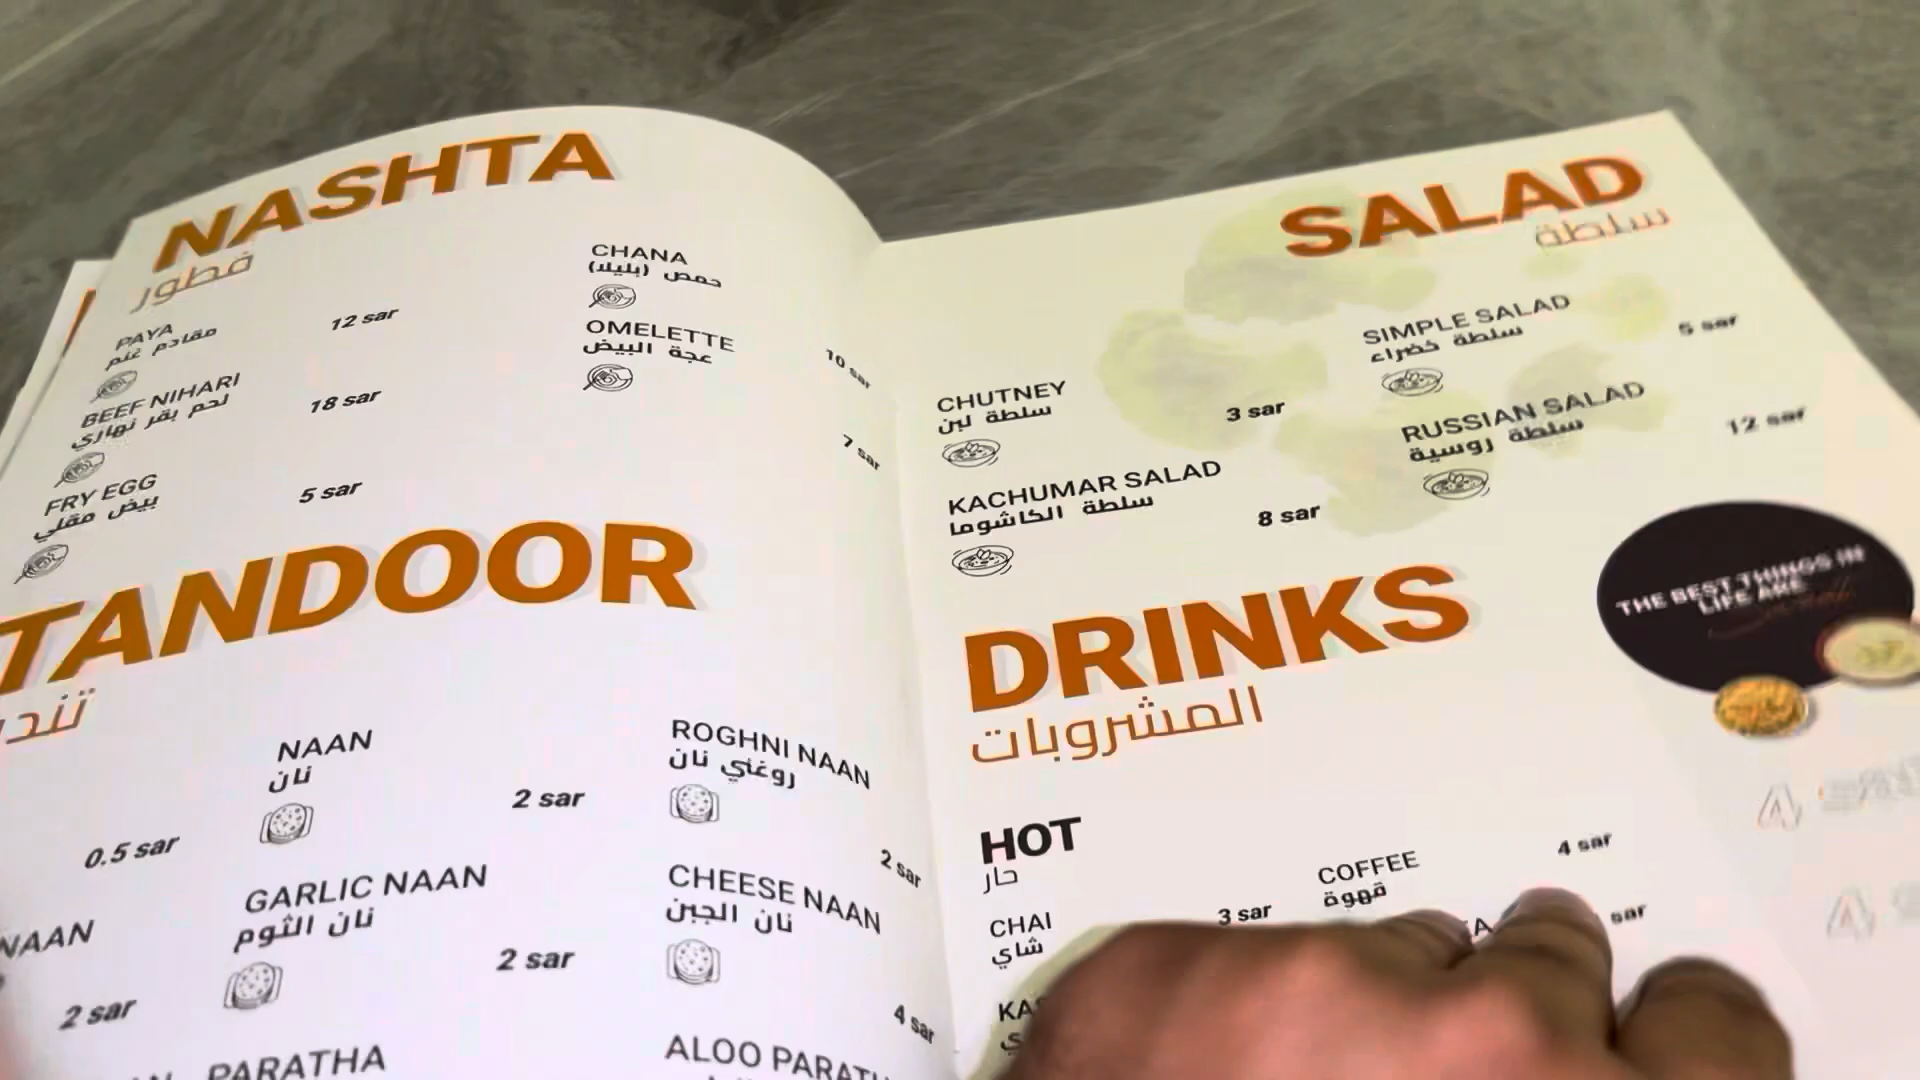 NASHTA
فطور
PAYA
مقادم غنم
12 sar
BEEF NIHARI
لحم بقر نهاري
18 sar
FRY EGG
بيض مقلي
5 sar
CHANA
حمص (بليلا)
10 sar
OMELETTE
عجة البيض
7 sar
TANDOOR
0.5 sar
NAAN
نان
2 sar
ROGHNI NAAN
روغني نان
2 sar
NAAN
2 sar
GARLIC NAAN
نان الثوم
2 sar
CHEESE NAAN
نان الجبن
4 sar
PARATHA
ALOO
SALAD
سلطة
CHUTNEY
سلطة لبن
3 sar
SIMPLE SALAD
سلطة خضراء
5 sar
KACHUMAR SALAD
سلطة الكاشوما
8 sar
RUSSIAN SALAD
سلطة روسية
12 sar
THE BEST THINGS IN
LIFE ARE
DRINKS
المشروبات
HOT
حار
CHAI
شاي
3 sar
COFFEE
قهوة
4 sar
sar